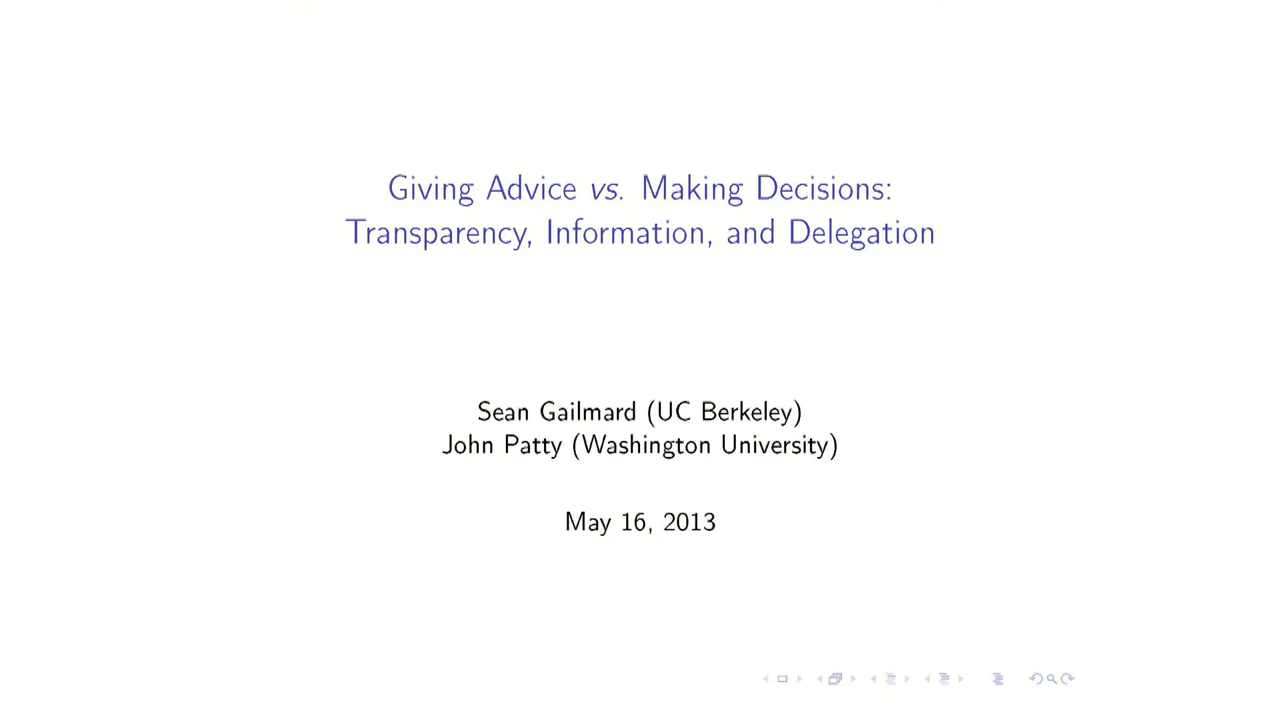 Giving Advice vs. Making Decisions:
Transparency, Information, and Delegation
Sean Gailmard (UC Berkeley)
John Patty (Washington University)
May 16, 2013